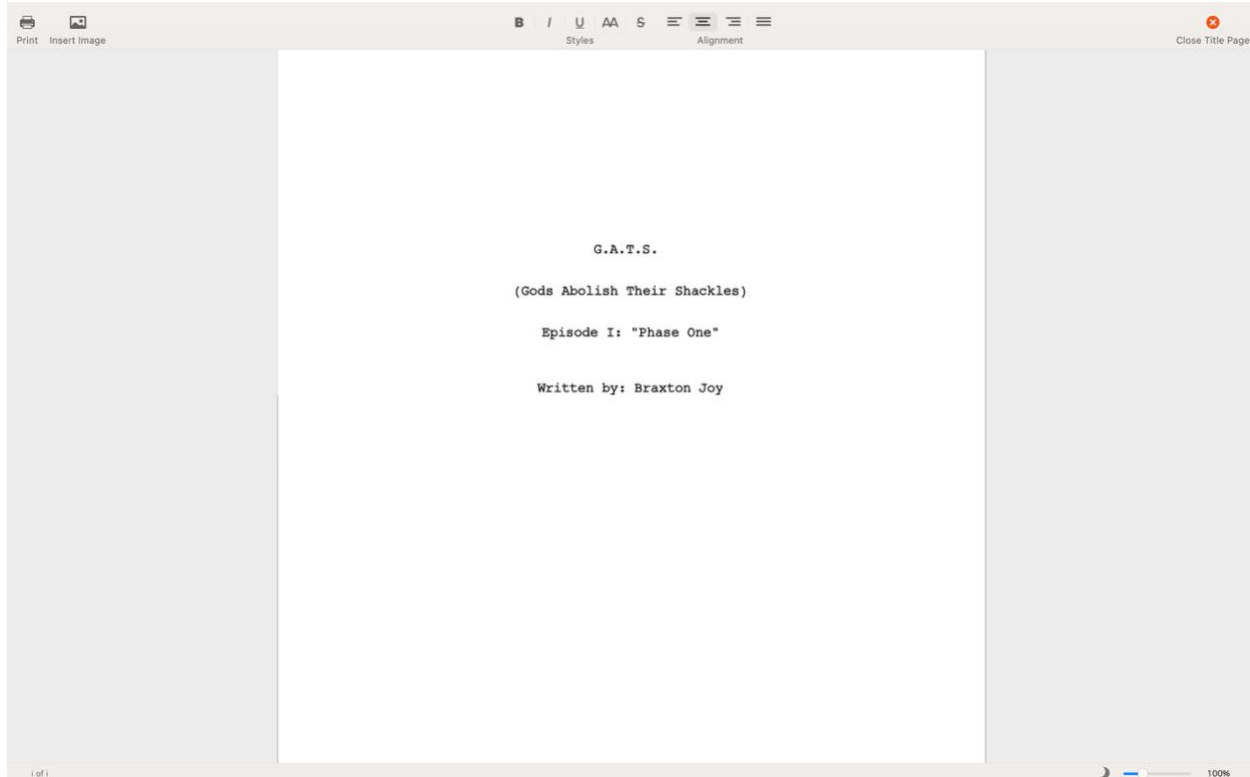 B I U AA S
Print Insert Image Styles Alignment Close Title Page
G.A.T.S.
(Gods Abolish Their Shackles)
Episode I: "Phase One"
Written by: Braxton Joy
i of i 100%